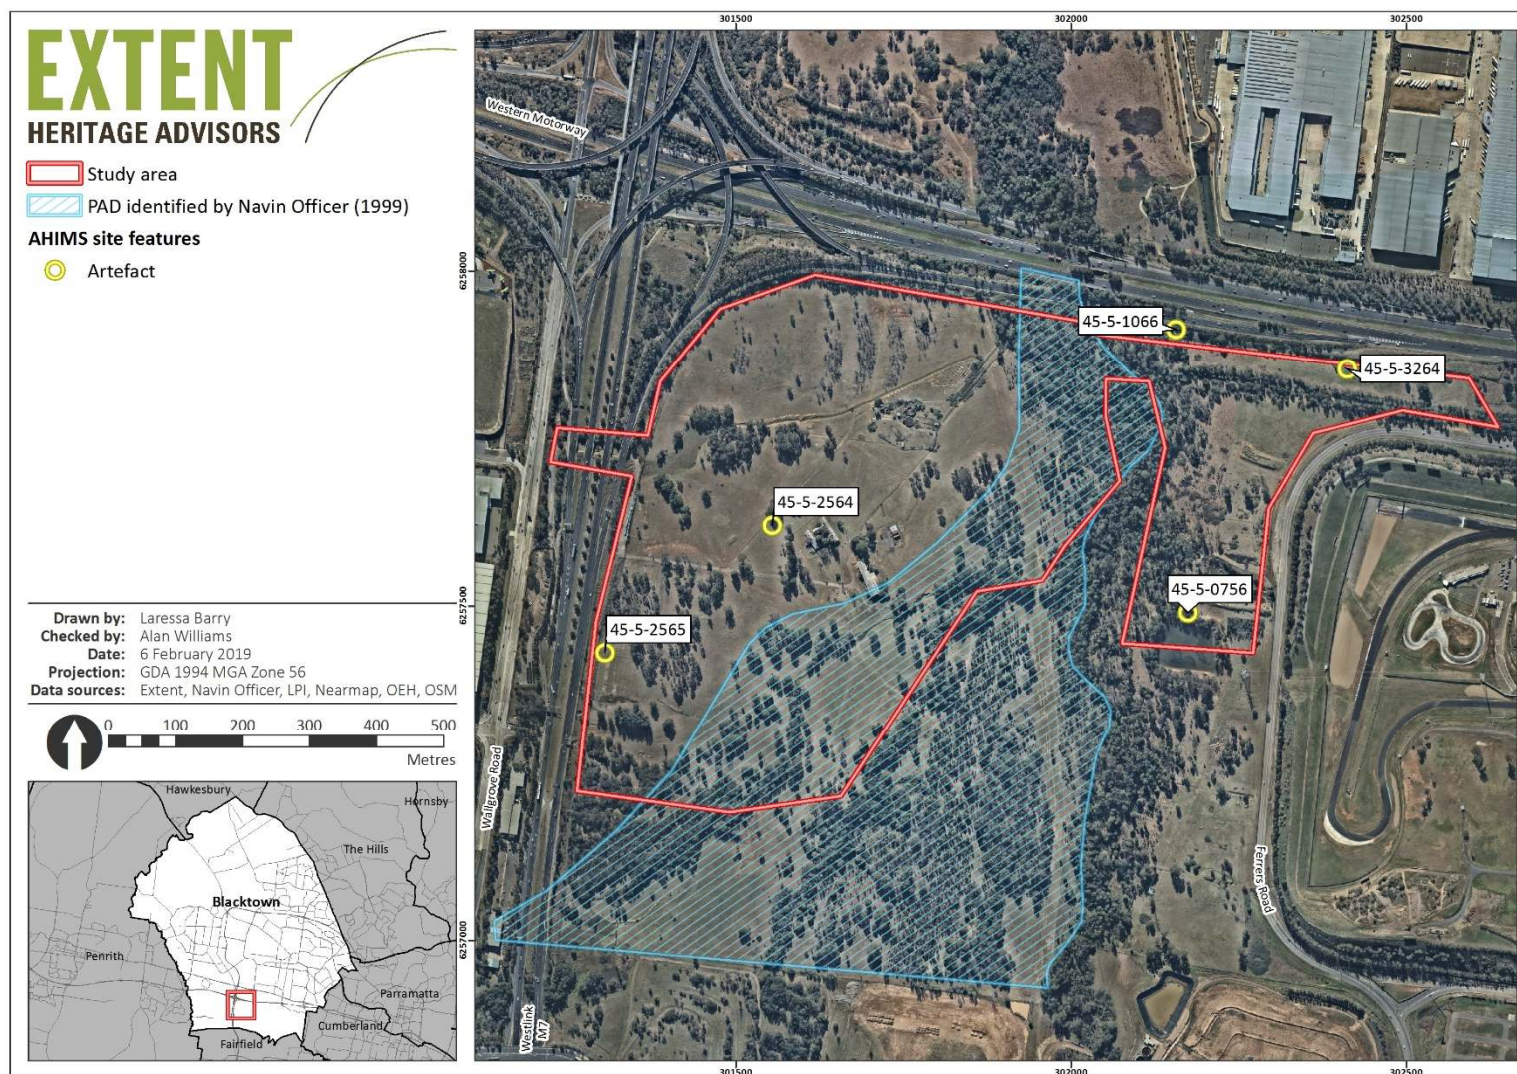 EXTENT
HERITAGE ADVISORS
Study area
PAD identified by Navin Officer (1999)
AHIMS site features
Artefact
Drawn by: Laressa Barry
Checked by: Alan Williams
Date: 6 February 2019
Projection: GDA 1994 MGA Zone 56
Data sources: Extent, Navin Officer, LPI, Nearmap, OEH, OSM
0 100 200 300 400 500
Metres
Hawkesbury
Hornsby
The Hills
Blacktown
Penrith
Parramatta
Cumberland
Fairfield
301500 302000 302500
Western Motorway
6258000
45-5-1066
45-5-3264
45-5-2564
45-5-0756
6257500
45-5-2565
Wallgrove Road
Ferrers Road
6257000
Westlink
M7
301500 302000 302500